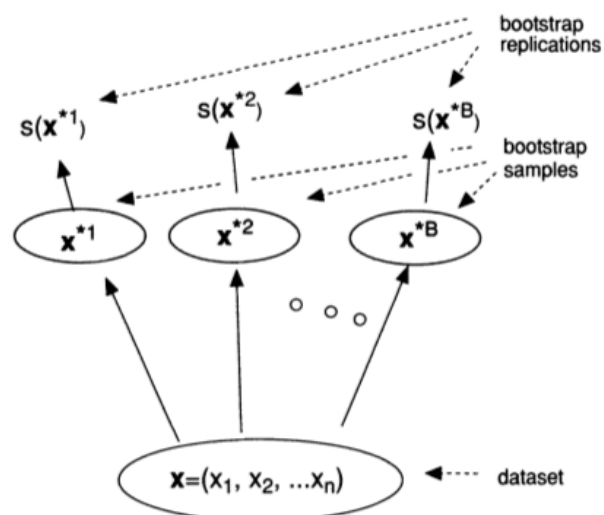 bootstrap
replications
s(x*1)
s(x*2)
s(x*B)
bootstrap
samples
x*1
x*2
x*B
x=(x1, x2, ...xn)
dataset